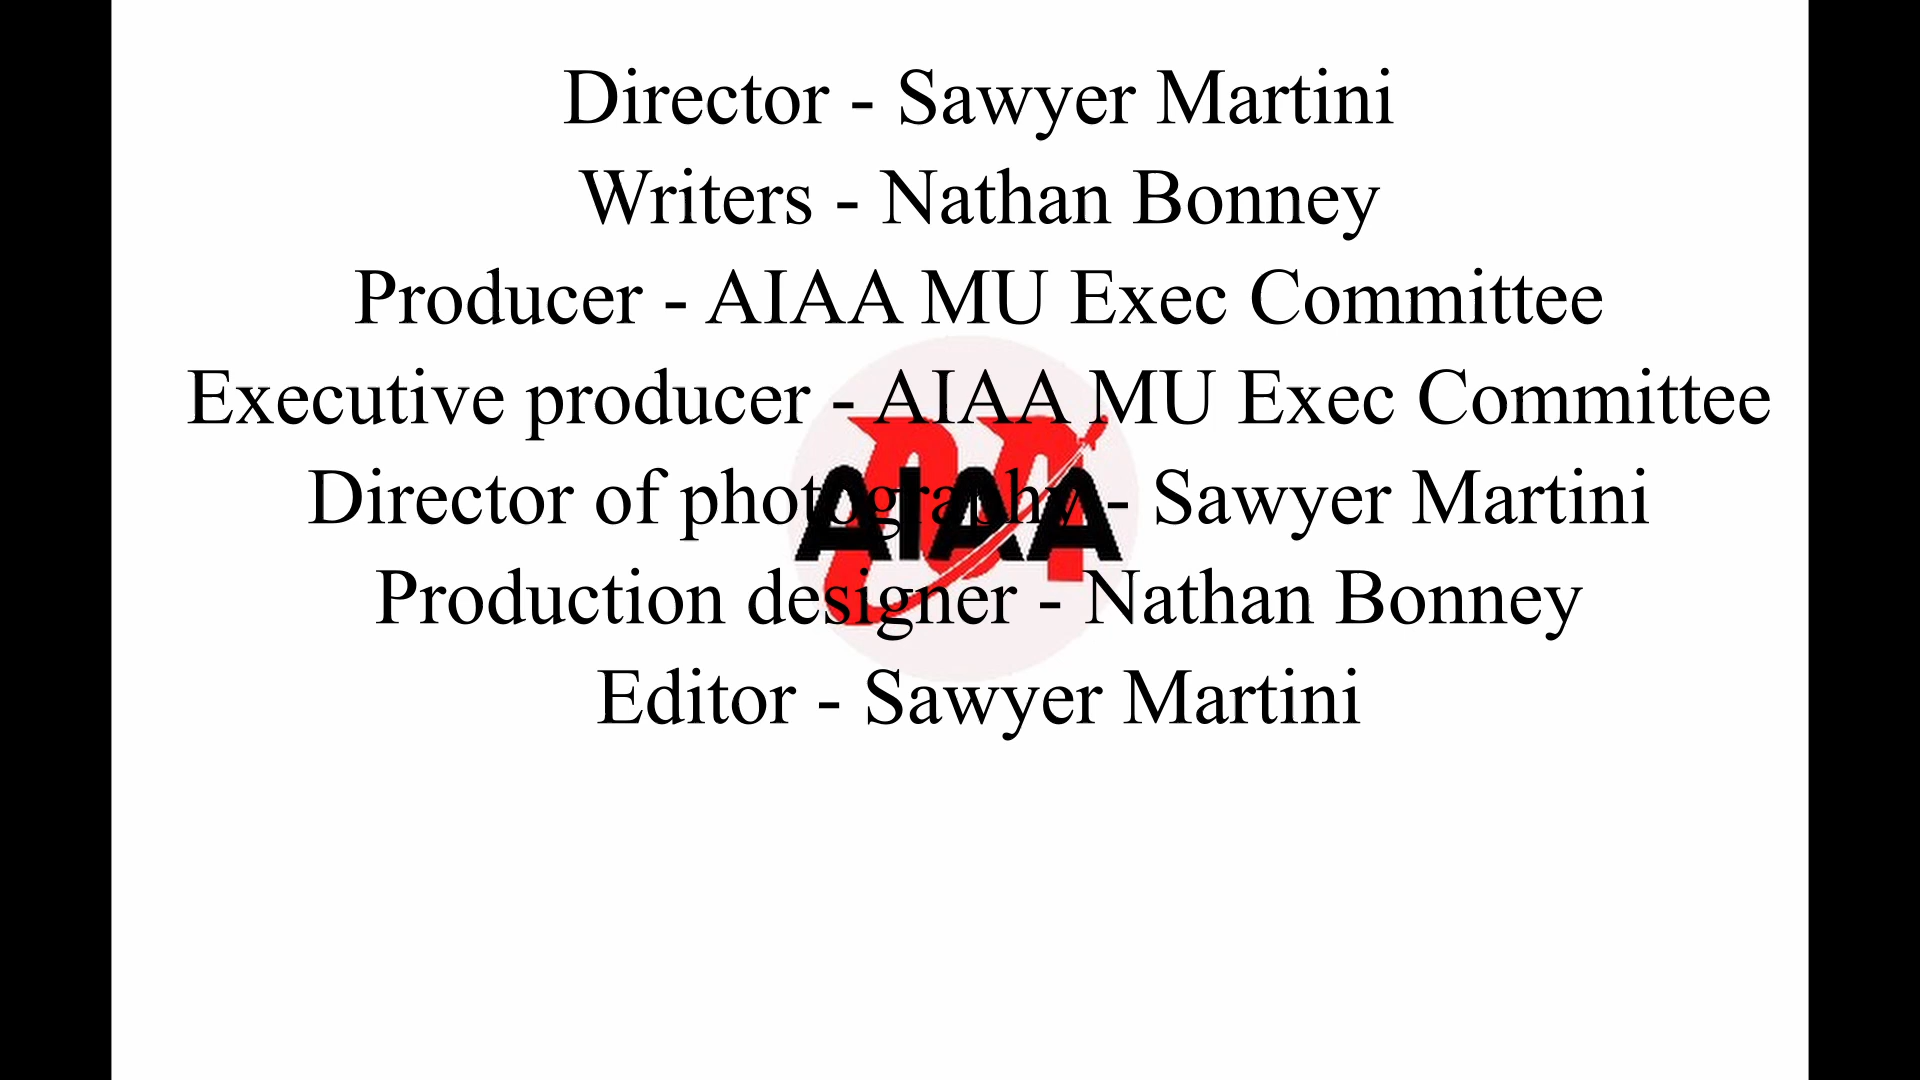 Director - Sawyer Martini
Writers - Nathan Bonney
Producer - AIAA MU Exec Committee
Executive producer - AIAA MU Exec Committee
Director of photography - Sawyer Martini
AIAA
Production designer - Nathan Bonney
Editor - Sawyer Martini